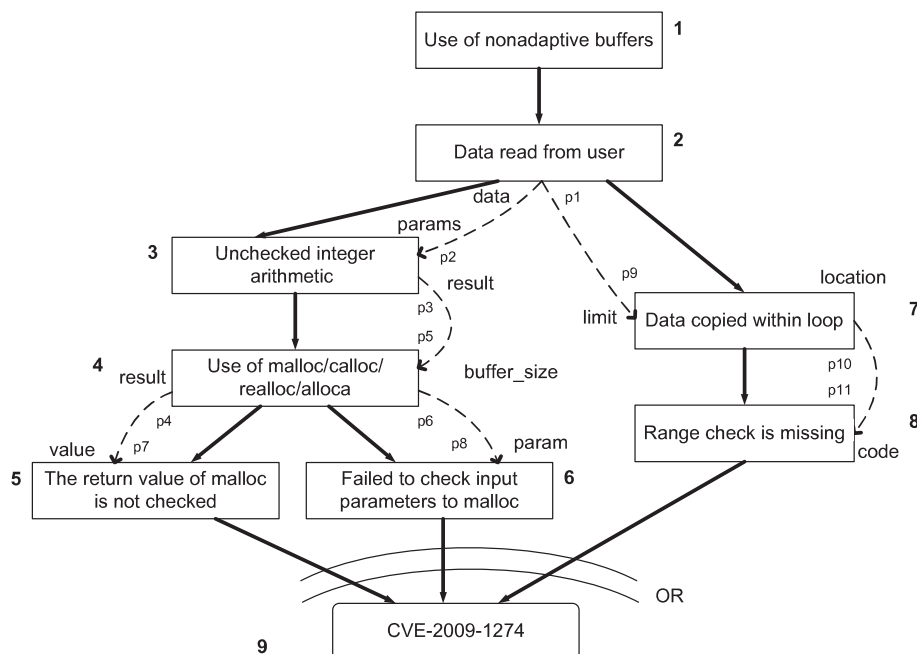 Use of nonadaptive buffers
1
Data read from user
2
data
p1
params
p2
3
Unchecked integer
arithmetic
result
p3
p5
p9
limit
location
Data copied within loop
7
p10
p11
4
result
Use of malloc/calloc/
realloc/alloca
buffer_size
p4
p7
value
p6
p8
param
Range check is missing
8
code
5
The return value of malloc
is not checked
Failed to check input
parameters to malloc
6
OR
CVE-2009-1274
9